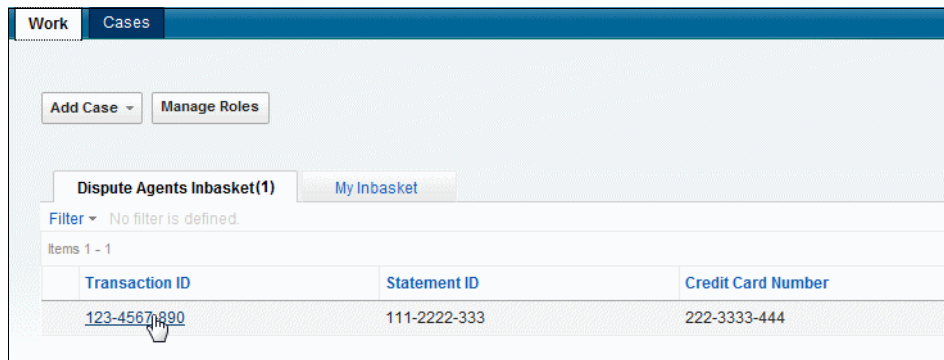 Work Cases
Add Case Manage Roles
Dispute Agents Inbasket(1) My Inbasket
Filter No filter is defined.
Items 1 - 1
Transaction ID Statement ID Credit Card Number
123-4567-890 111-2222-333 222-3333-444